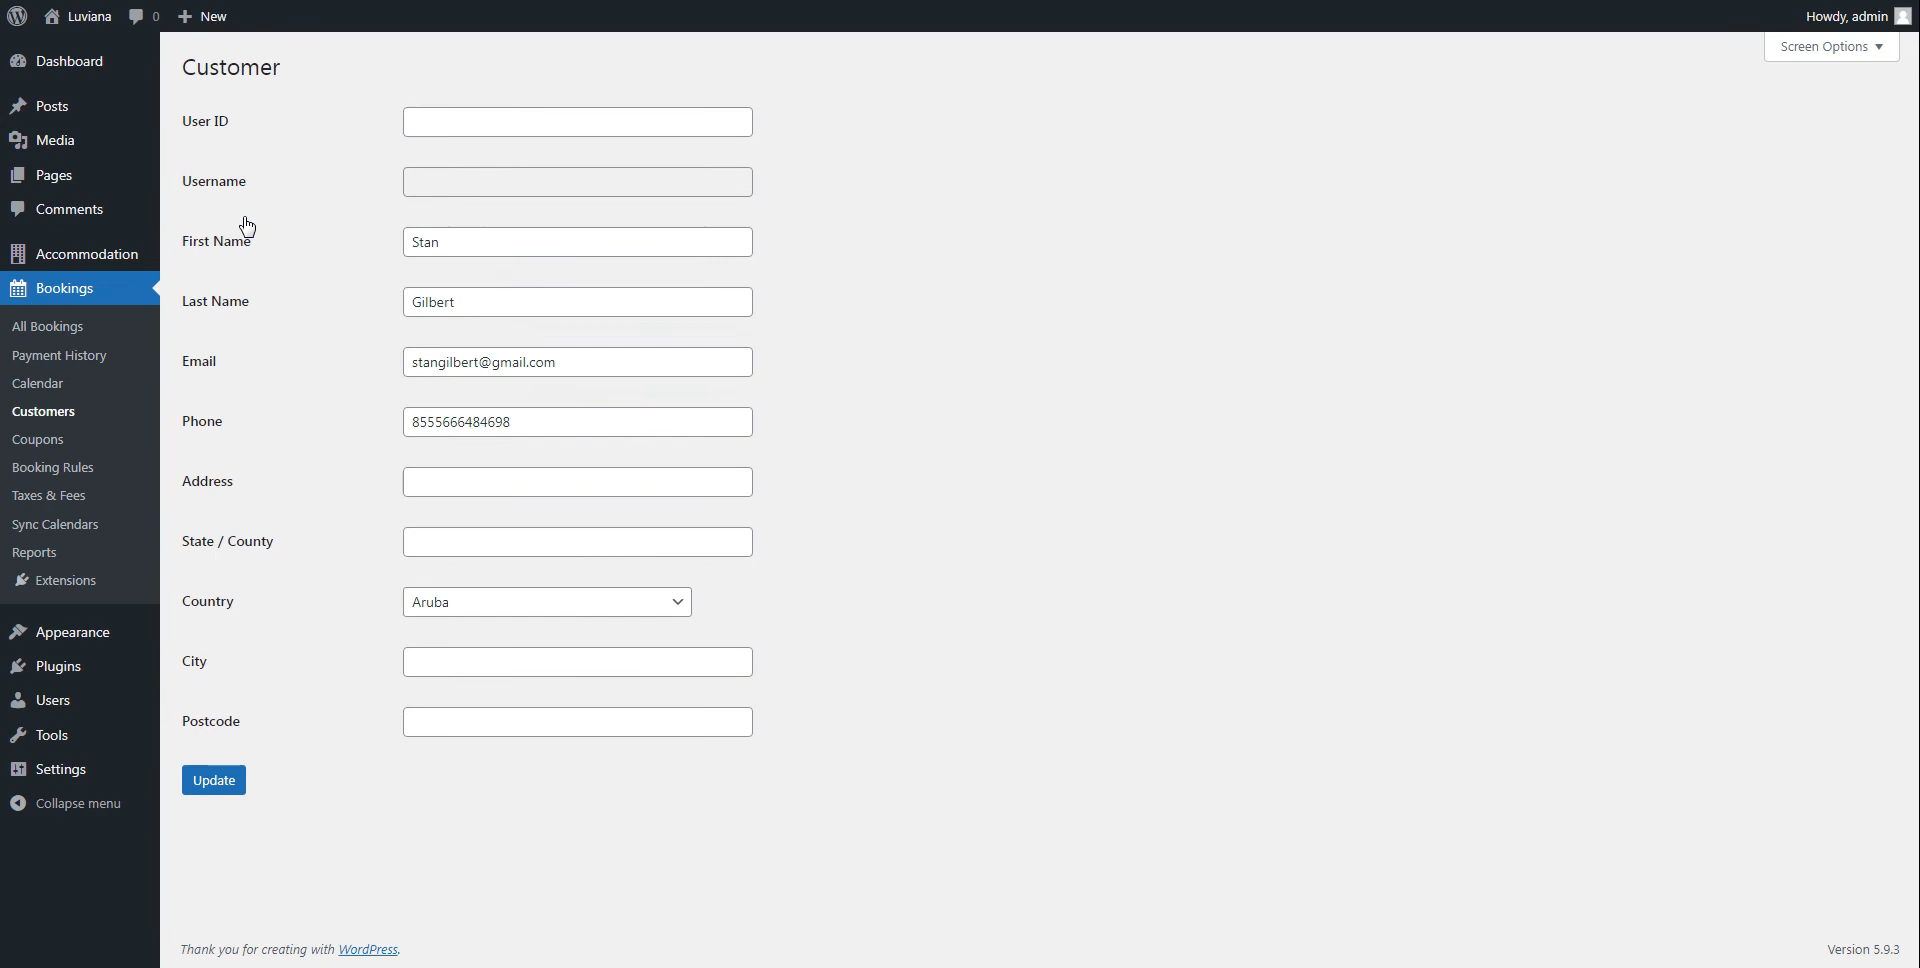 Luviana
0
New
Howdy, admin
Screen Options
Dashboard
Posts
Media
Pages
Comments
Accommodation
Bookings
All Bookings
Payment History
Calendar
Customers
Coupons
Booking Rules
Taxes & Fees
Sync Calendars
Reports
Extensions
Appearance
Plugins
Users
Tools
Settings
Collapse menu
Customer
User ID
Username
First Name Stan
Last Name Gilbert
Email stangilbert@gmail.com
Phone 8555666484698
Address
State / County
Country Aruba
City
Postcode
Update
Thank you for creating with WordPress.
Version 5.9.3